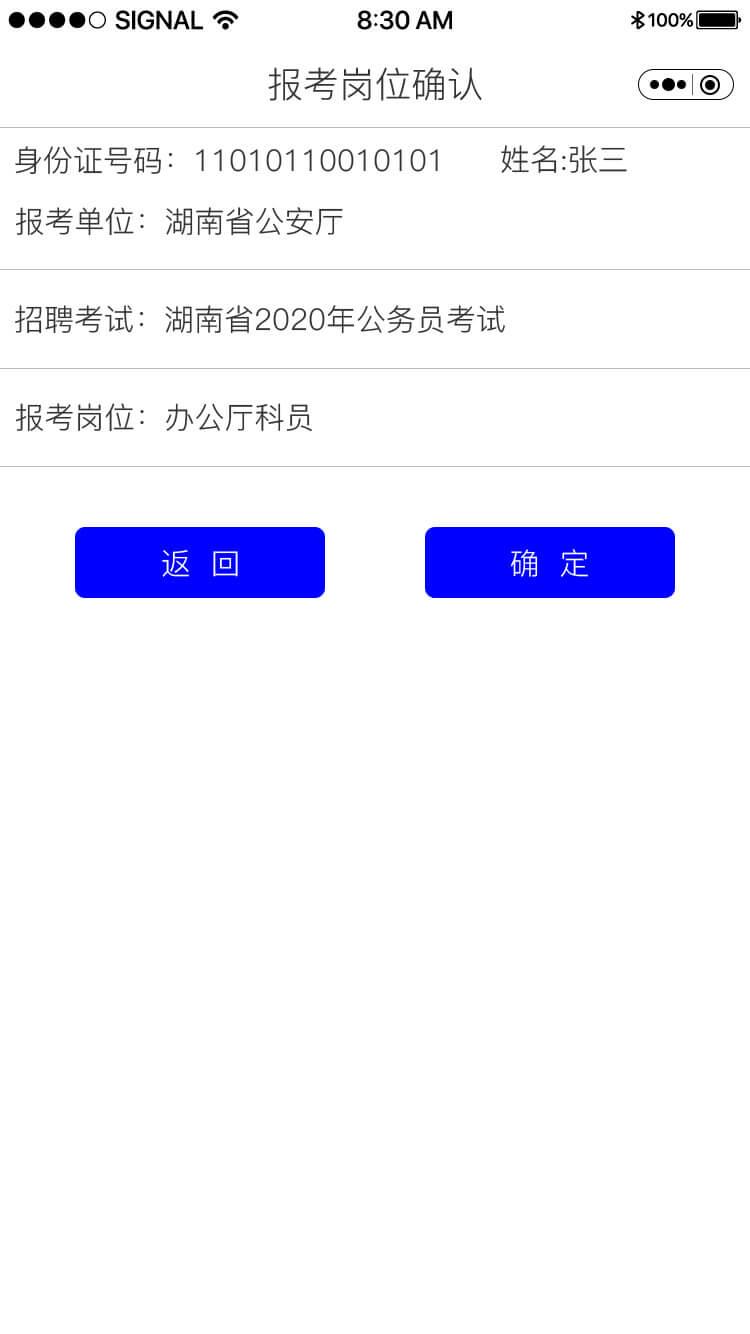 SIGNAL 8:30 AM 100%
报考岗位确认
身份证号码：11010110010101 姓名:张三
报考单位：湖南省公安厅
招聘考试：湖南省2020年公务员考试
报考岗位：办公厅科员
返 回 确 定